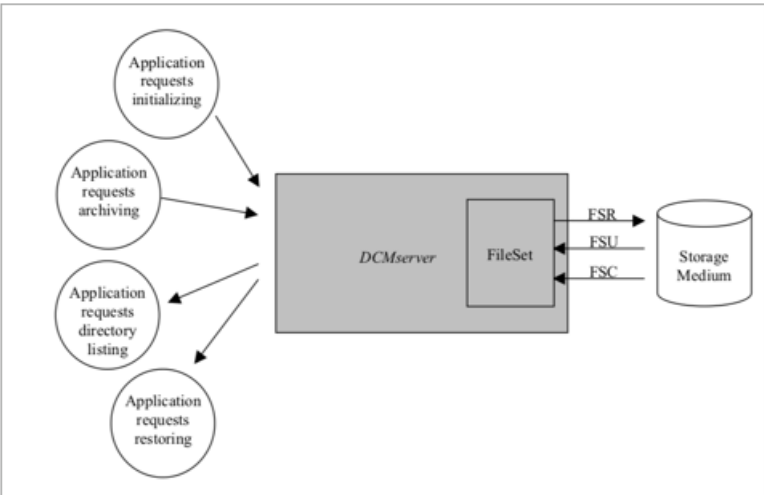 Application
requests
initializing
Application
requests
archiving
Application
requests
directory
listing
Application
requests
restoring
DCMserver
FileSet
FSR
FSU
FSC
Storage
Medium